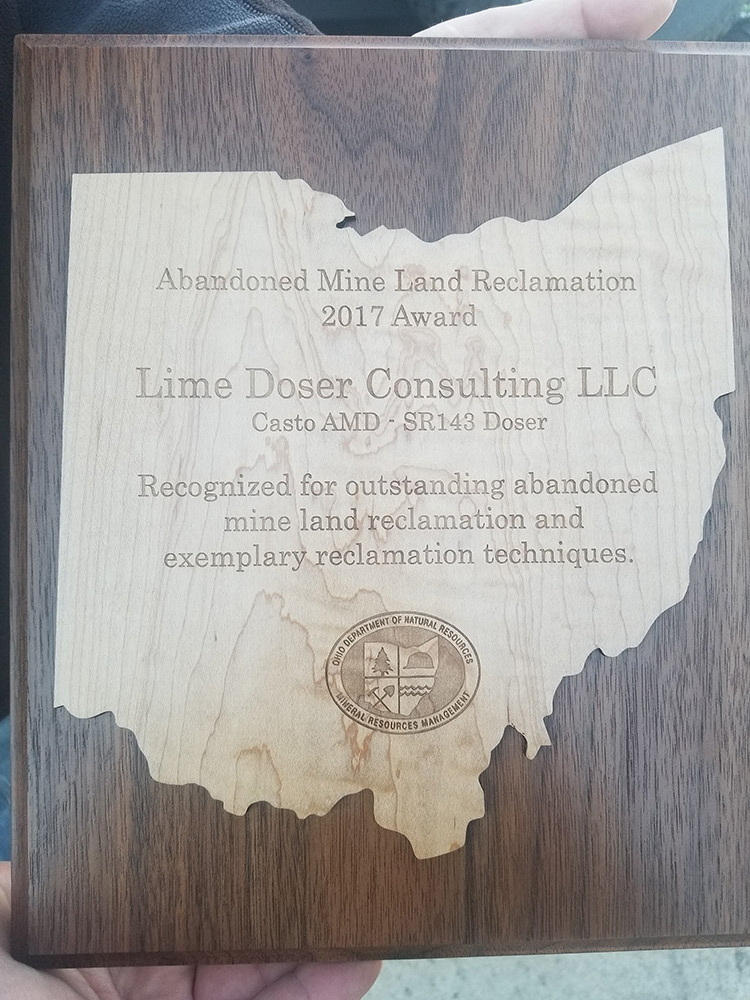 Abandoned Mine Land Reclamation
2017 Award
Lime Doser Consulting LLC
Casto AMD - SR143 Doser
Recognized for outstanding abandoned
mine land reclamation and
exemplary reclamation techniques.
OHIO DEPARTMENT OF NATURAL RESOURCES
MINERAL RESOURCES MANAGEMENT